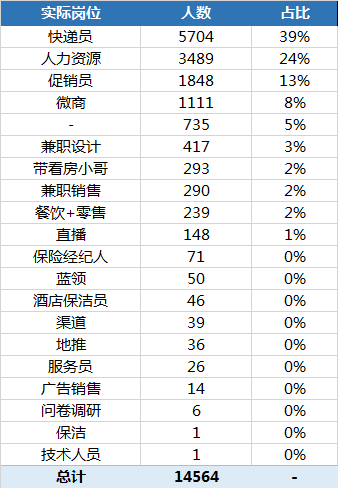 实际岗位 人数 占比
快递员 5704 39%
人力资源 3489 24%
促销员 1848 13%
微商 1111 8%
- 735 5%
兼职设计 417 3%
带看房小哥 293 2%
兼职销售 290 2%
餐饮+零售 239 2%
直播 148 1%
保险经纪人 71 0%
蓝领 50 0%
酒店保洁员 46 0%
渠道 39 0%
地推 36 0%
服务员 26 0%
广告销售 14 0%
问卷调研 6 0%
保洁 1 0%
技术人员 1 0%
总计 14564 -